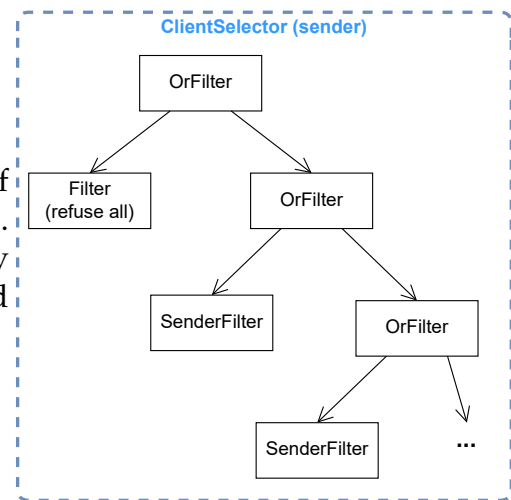 ClientSelector (sender)
OrFilter
Filter
(refuse all)
OrFilter
SenderFilter
OrFilter
SenderFilter
...
f
.
y
d